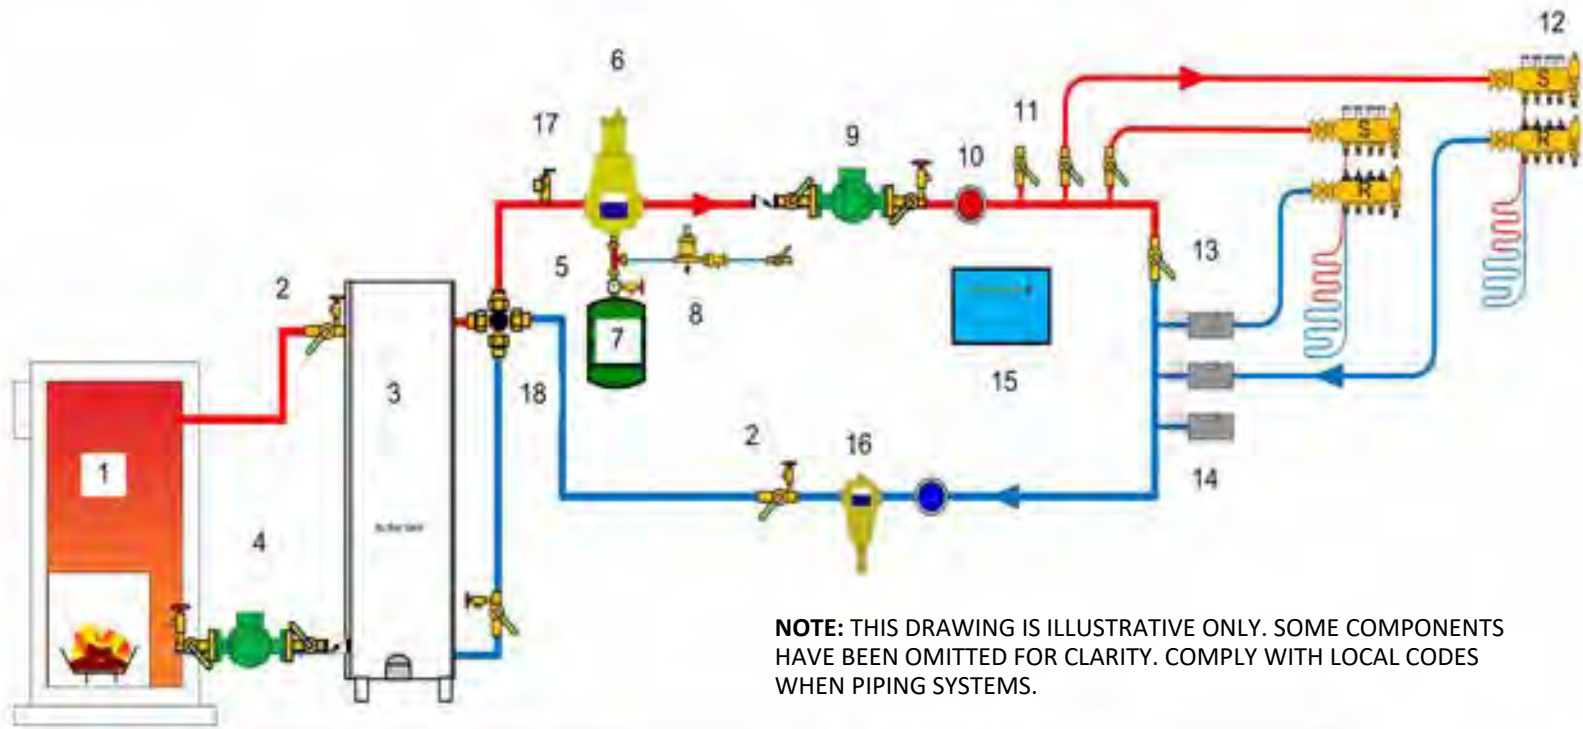 12
6
17
11
9
10
S
S
R
R
13
5
2
8
7
15
3
18
1
2
16
14
4
NOTE: THIS DRAWING IS ILLUSTRATIVE ONLY. SOME COMPONENTS
HAVE BEEN OMITTED FOR CLARITY. COMPLY WITH LOCAL CODES
WHEN PIPING SYSTEMS.